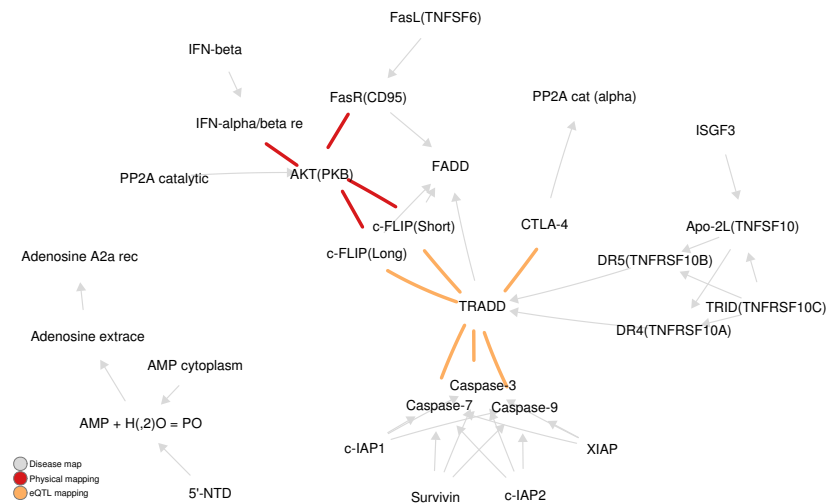 FasL(TNFSF6)
IFN-beta
FasR(CD95)
PP2A cat (alpha)
IFN-alpha/beta re
ISGF3
FADD
PP2A catalytic
AKT(PKB)
c-FLIP(Short)
CTLA-4
Apo-2L(TNFSF10)
c-FLIP(Long)
Adenosine A2a rec
DR5(TNFRSF10B)
TRADD
TRID(TNFRSF10C)
DR4(TNFRSF10A)
Adenosine extrace
AMP cytoplasm
Caspase-3
Caspase-7
Caspase-9
AMP + H(,2)O = PO
c-IAP1
XIAP
Disease map
Physical mapping
eQTL mapping
5'-NTD
Survivin
c-IAP2